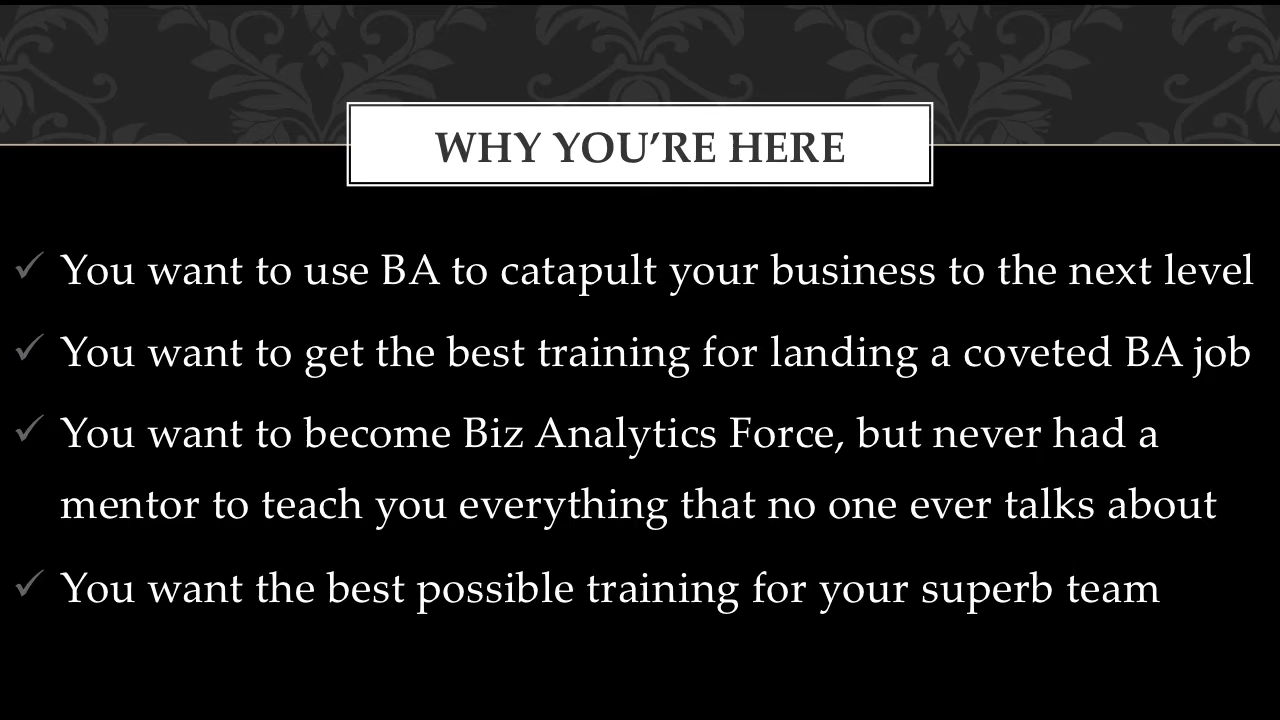 WHY YOU’RE HERE
✓ You want to use BA to catapult your business to the next level
✓ You want to get the best training for landing a coveted BA job
✓ You want to become Biz Analytics Force, but never had a
mentor to teach you everything that no one ever talks about
✓ You want the best possible training for your superb team